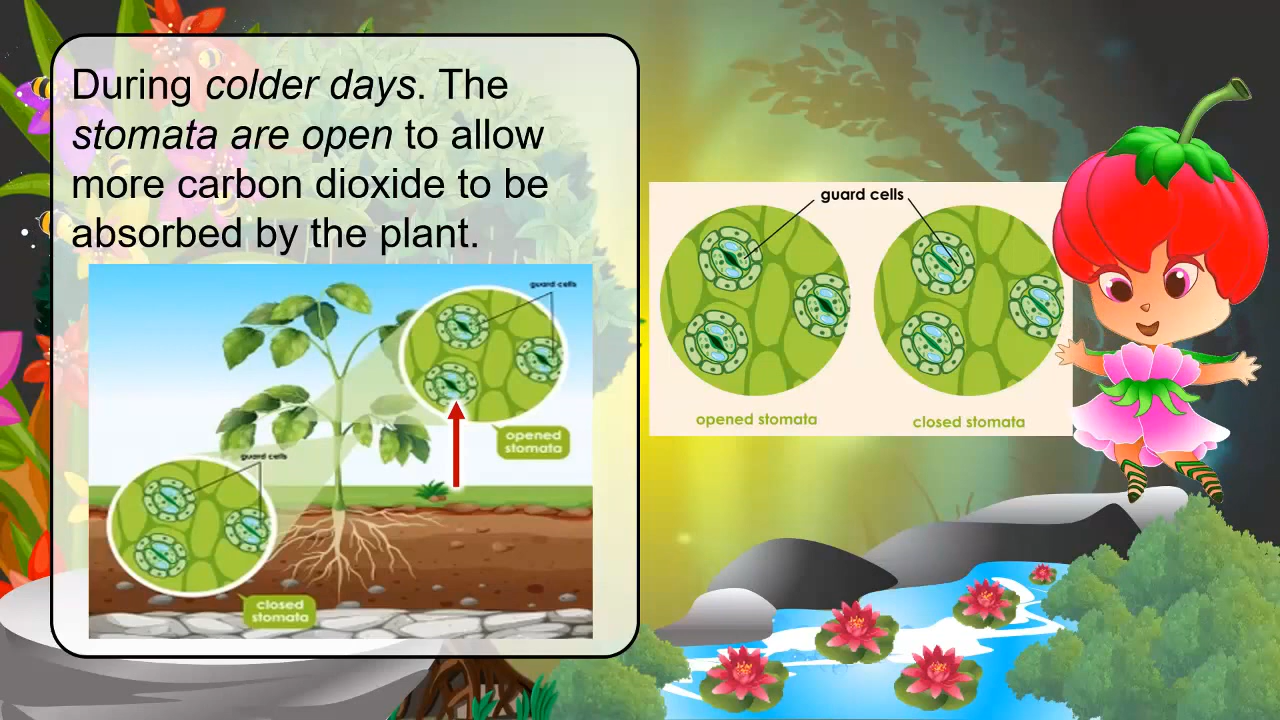 During colder days. The
stomata are open to allow
more carbon dioxide to be
absorbed by the plant.
guard cells
opened
stomata
guard cells
closed
stomata
guard cells
opened stomata
closed stomata